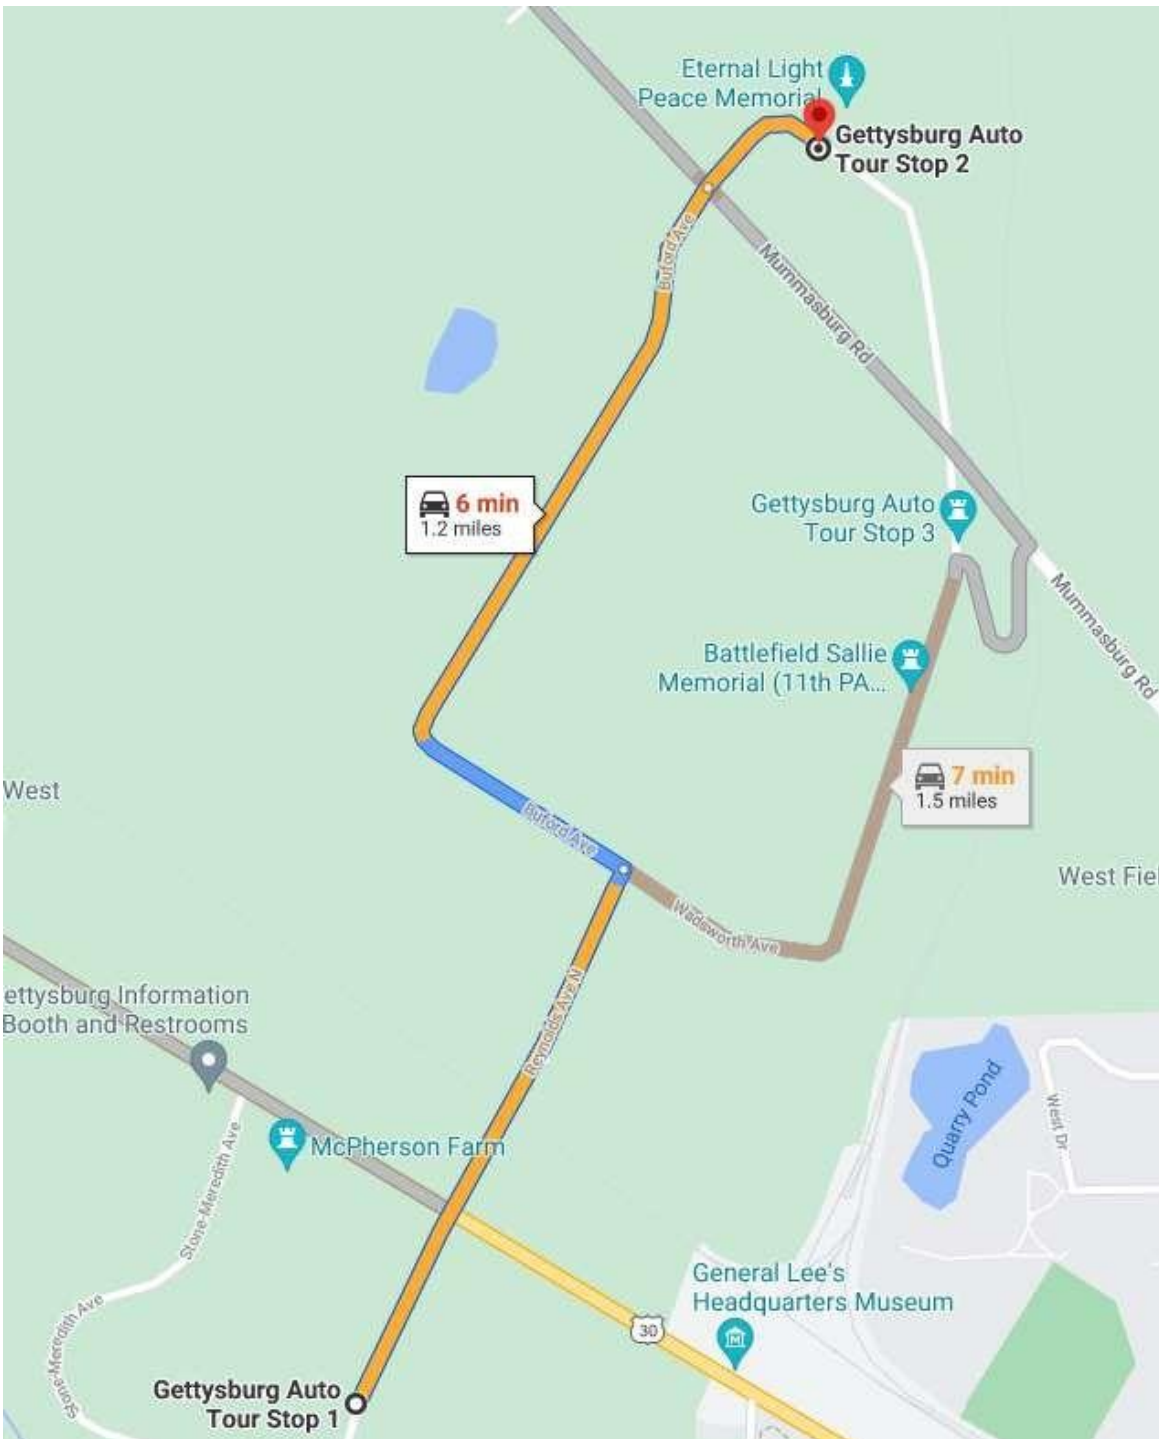 Eternal Light
Peace Memorial
Gettysburg Auto
Tour Stop 2
Buford Ave
Mummasburg Rd
6 min
1.2 miles
Gettysburg Auto
Tour Stop 3
Mummasburg Rd
Battlefield Sallie
Memorial (11th PA...
7 min
1.5 miles
West
Buford Ave
West Fiel
Wadsworth Ave
ettysburg Information
Booth and Restrooms
Reynolds Ave N
Quarry Pond
West Dr
McPherson Farm
Stone-Meredith Ave
General Lee's
Headquarters Museum
30
M
Stone-Meredith Ave
Gettysburg Auto
Tour Stop 1